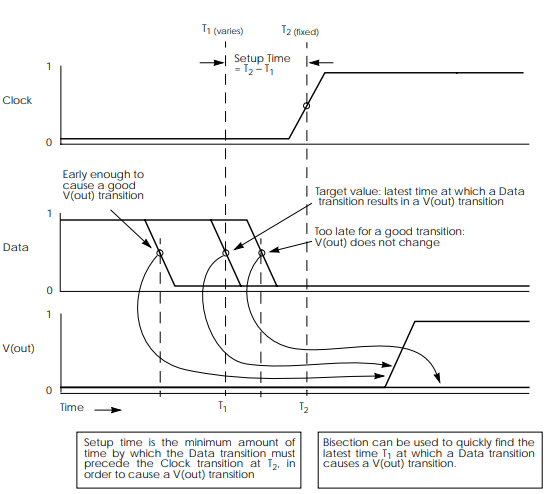 T1 (varies)
T2 (fixed)
Setup Time
= T2 – T1
1
Clock
0
Early enough to
cause a good
V(out) transition
Target value: latest time at which a Data
transition results in a V(out) transition
1
Too late for a good transition:
V(out) does not change
Data
0
1
V(out)
0
Time
T1
T2
Setup time is the minimum amount of
time by which the Data transition must
precede the Clock transition at T2, in
order to cause a V(out) transition
Bisection can be used to quickly find the
latest time T1 at which a Data transition
causes a V(out) transition.